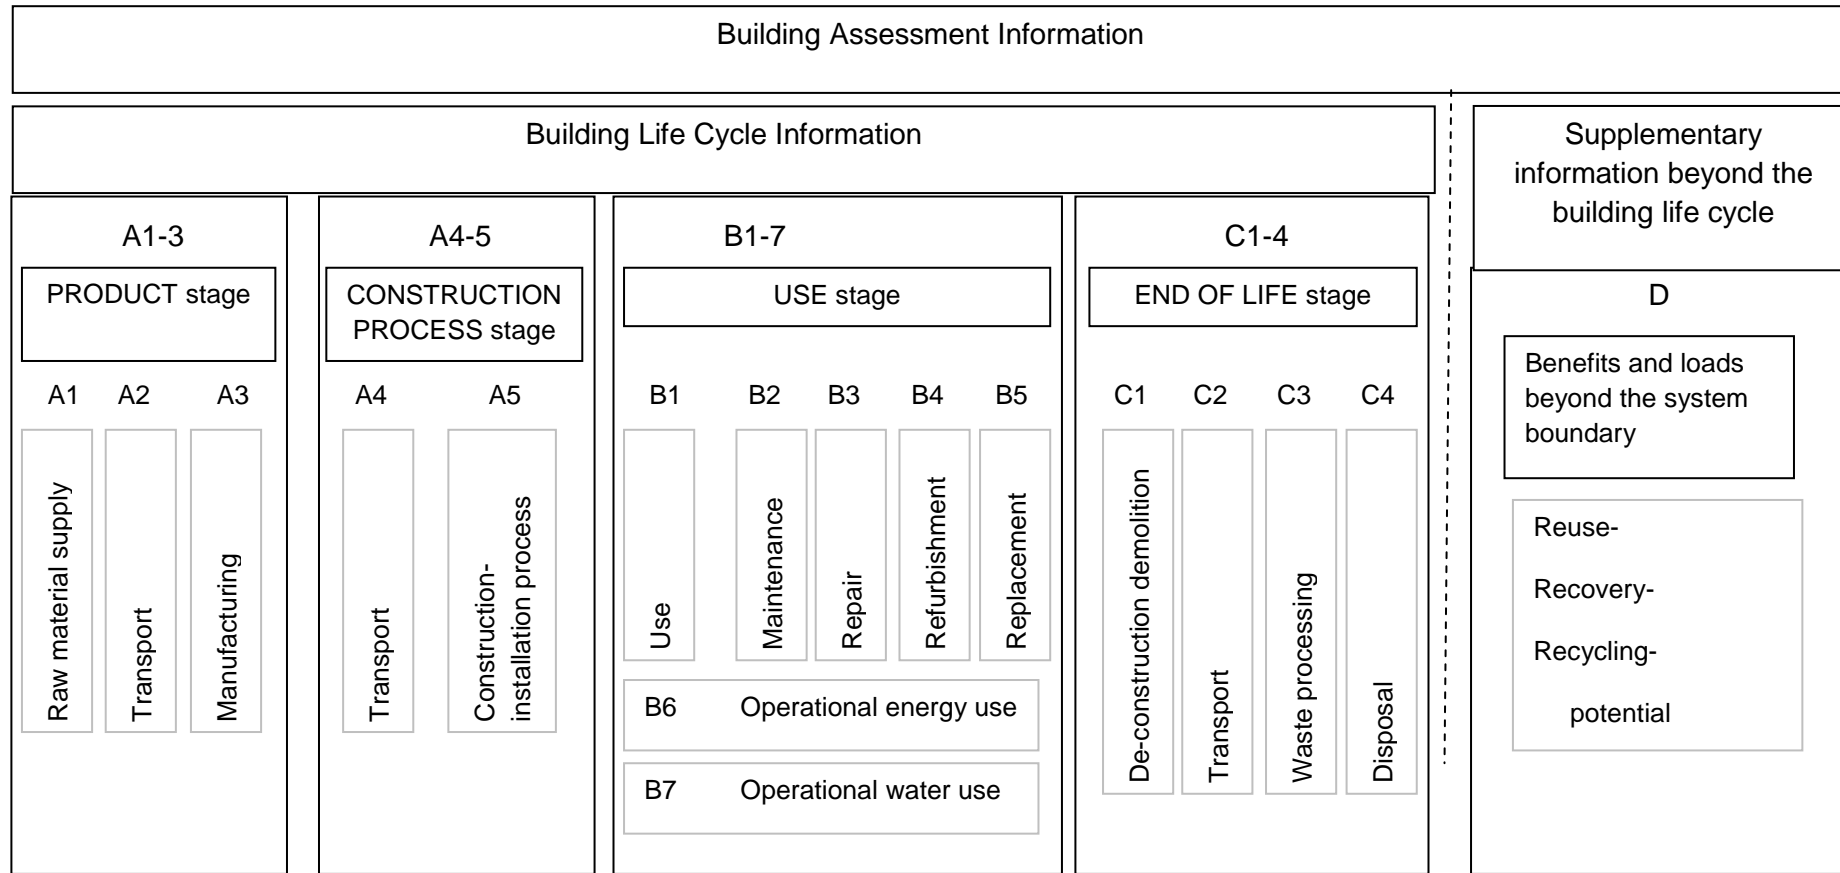 Building Assessment Information
Building Life Cycle Information
Supplementary
information beyond the
building life cycle
A1-3
PRODUCT stage
A1
A2
A3
Raw material supply
Transport
Manufacturing
A4-5
CONSTRUCTION
PROCESS stage
A4
A5
Transport
Construction-
installation process
B1-7
USE stage
B1
B2
B3
B4
B5
Use
Maintenance
Repair
Refurbishment
Replacement
B6 Operational energy use
B7 Operational water use
C1-4
END OF LIFE stage
C1
C2
C3
C4
De-construction demolition
Transport
Waste processing
Disposal
D
Benefits and loads
beyond the system
boundary
Reuse-
Recovery-
Recycling-
potential